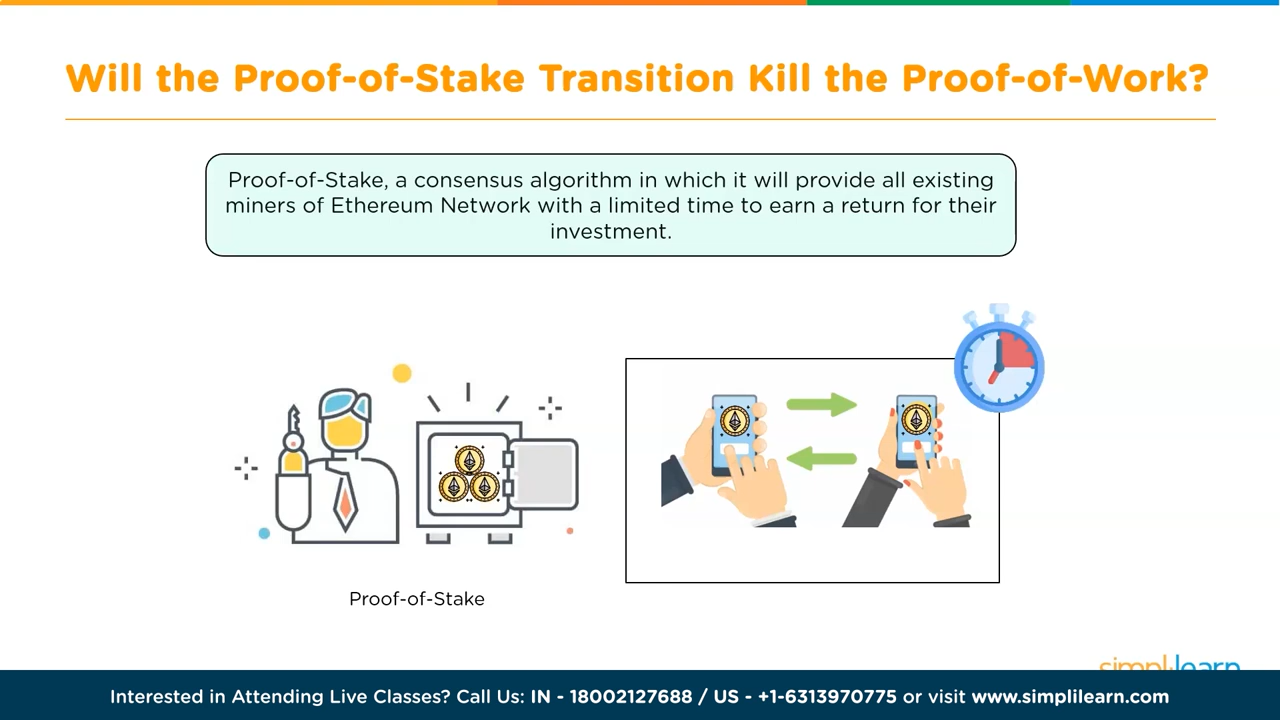 Will the Proof-of-Stake Transition Kill the Proof-of-Work?
Proof-of-Stake, a consensus algorithm in which it will provide all existing
miners of Ethereum Network with a limited time to earn a return for their
investment.
Proof-of-Stake
simplilearn
Interested in Attending Live Classes? Call Us: IN - 18002127688 / US - +1-6313970775 or visit www.simplilearn.com